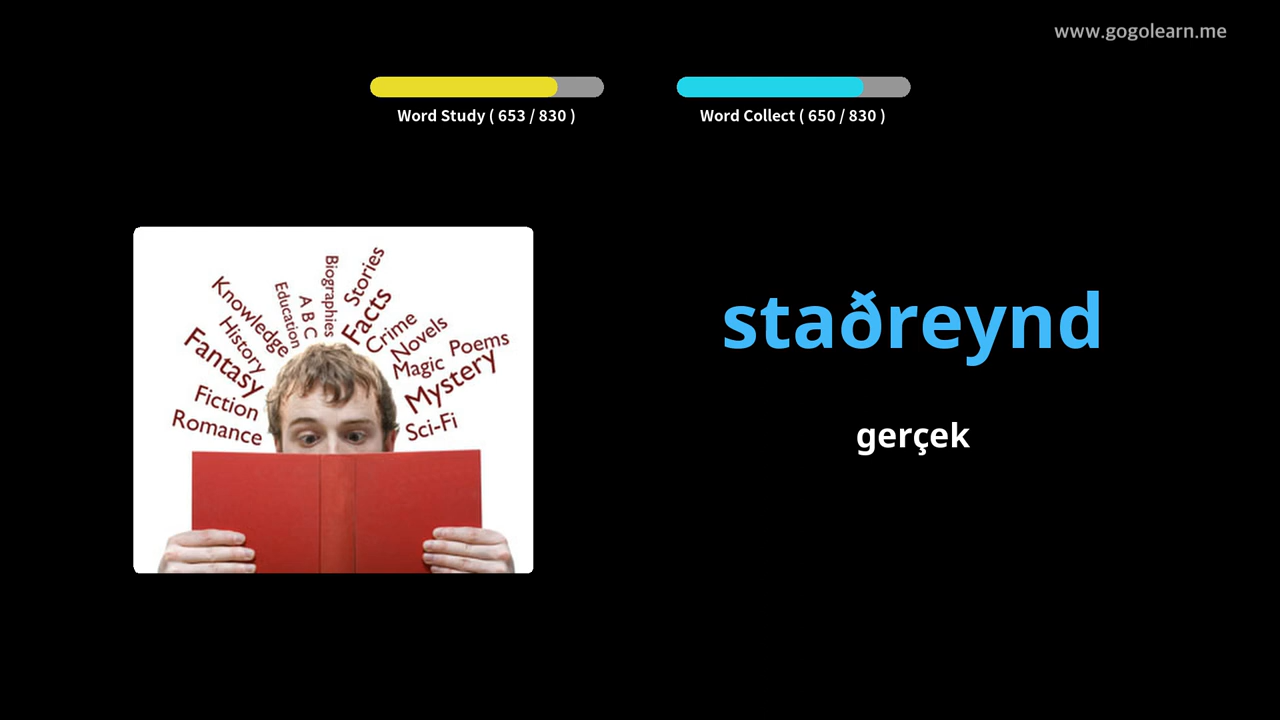 www.gogolearn.me
Word Study ( 653 / 830 )
Word Collect ( 650 / 830 )
Knowledge
History
Fantasy
Fiction
Romance
Education
A B C
Biographies
Stories
Facts
Crime
Novels
Magic
Poems
Mystery
Sci-Fi
staðreynd
gerçek